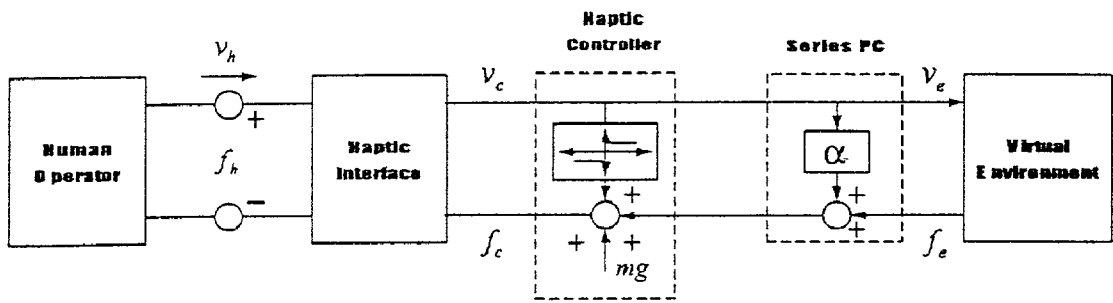 Haptic
Controller
Series PC
v_h
v_c
v_e
+
Human
Operator
f_h
Haptic
Interface
α
Virtual
Environment
−
+
+
+
+
+
f_c
mg
f_e